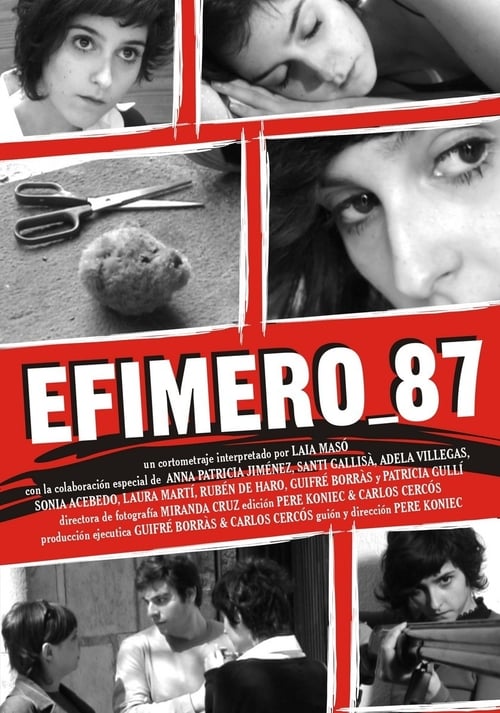 EFIMERO_87
un cortometraje interpretado por LAIA MASÓ
con la colaboración especial de ANNA PATRICIA JIMÉNEZ, SANTI GALLISÀ, ADELA VILLEGAS,
SONIA ACEBEDO, LAURA MARTÍ, RUBÉN DE HARO, GUIFRÉ BORRÀS y PATRICIA GULLÍ
directora de fotografía MIRANDA CRUZ edición PERE KONIEC & CARLOS CERCÓS
producción ejecutica GUIFRÉ BORRÀS & CARLOS CERCÓS guión y dirección PERE KONIEC